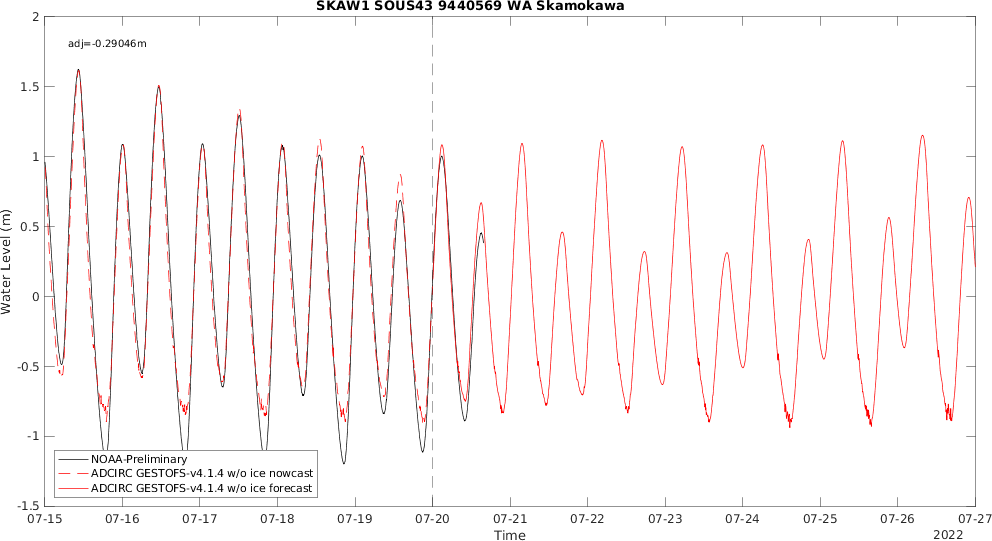 SKAW1 SOUS43 9440569 WA Skamokawa
adj=-0.29046m
2
1.5
1
0.5
0
-0.5
-1
-1.5
Water Level (m)
NOAA-Preliminary
ADCIRC GESTOFS-v4.1.4 w/o ice nowcast
ADCIRC GESTOFS-v4.1.4 w/o ice forecast
07-15 07-16 07-17 07-18 07-19 07-20 07-21 07-22 07-23 07-24 07-25 07-26 07-27
Time
2022